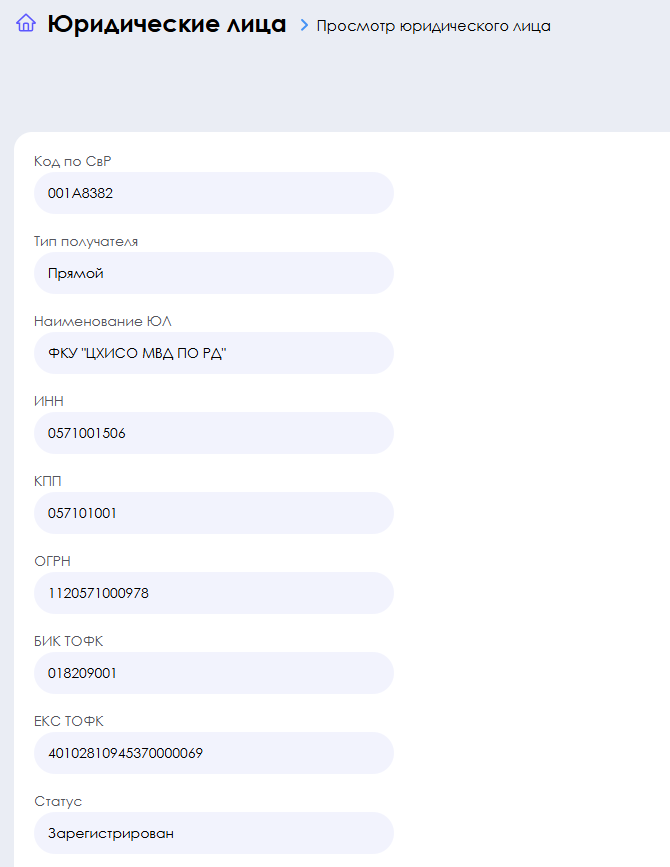 Юридические лица > Просмотр юридического лица
Код по СвР
001A8382
Тип получателя
Прямой
Наименование ЮЛ
ФКУ "ЦХИСО МВД ПО РД"
ИНН
0571001506
КПП
057101001
ОГРН
1120571000978
БИК ТОФК
018209001
ЕКС ТОФК
40102810945370000069
Статус
Зарегистрирован